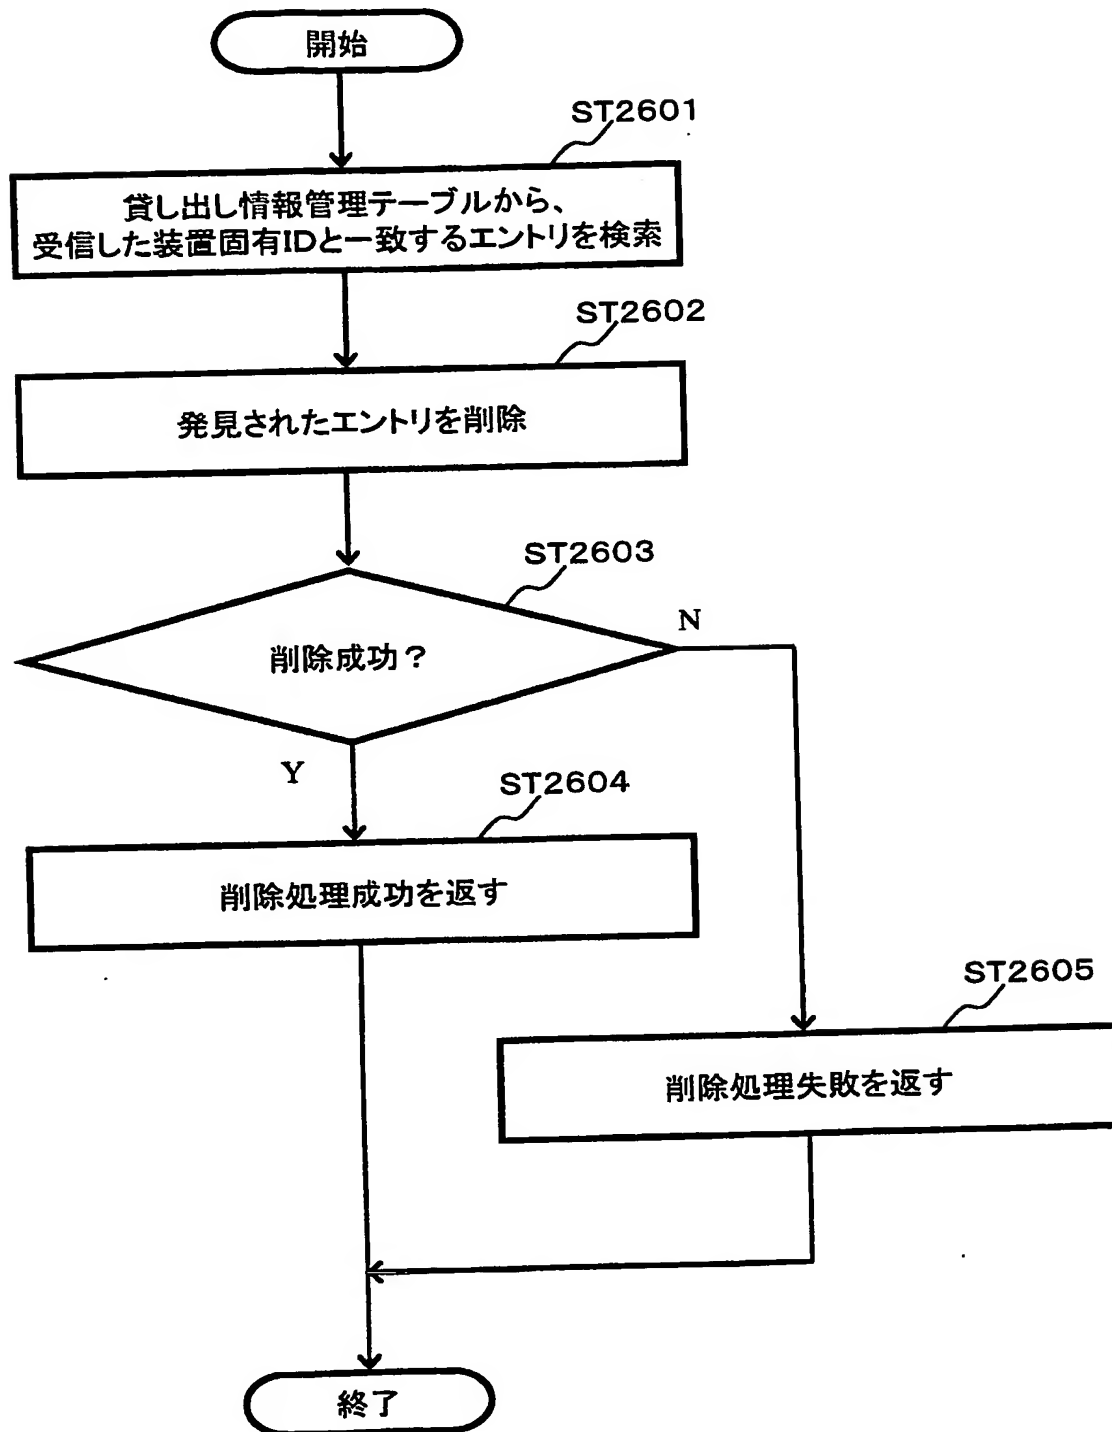 開始
ST2601
貸し出し情報管理テーブルから、
受信した装置固有IDと一致するエントリを検索
ST2602
発見されたエントリを削除
ST2603
削除成功？
N
Y
ST2604
削除処理成功を返す
ST2605
削除処理失敗を返す
終了